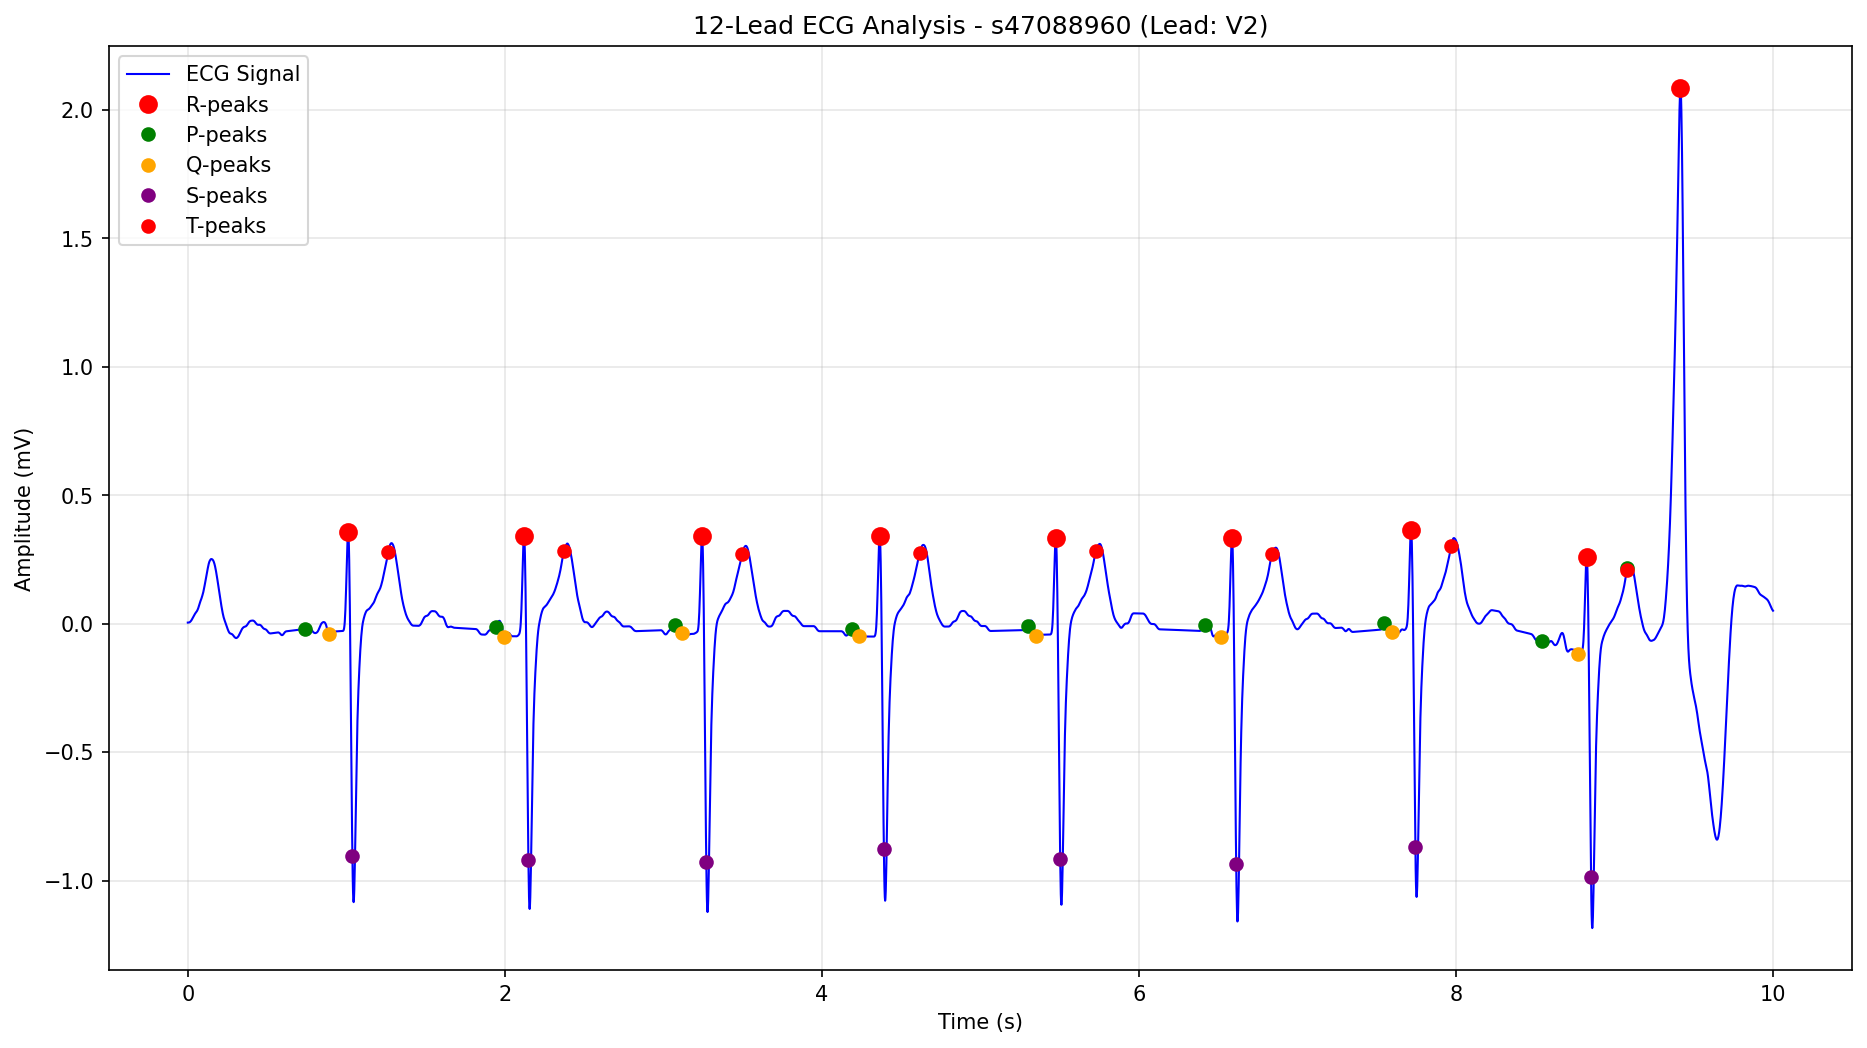 12-Lead ECG Analysis - s47088960 (Lead: V2)
ECG Signal
R-peaks
P-peaks
Q-peaks
S-peaks
T-peaks
2.0
1.5
1.0
0.5
0.0
−0.5
−1.0
Amplitude (mV)
0 2 4 6 8 10
Time (s)